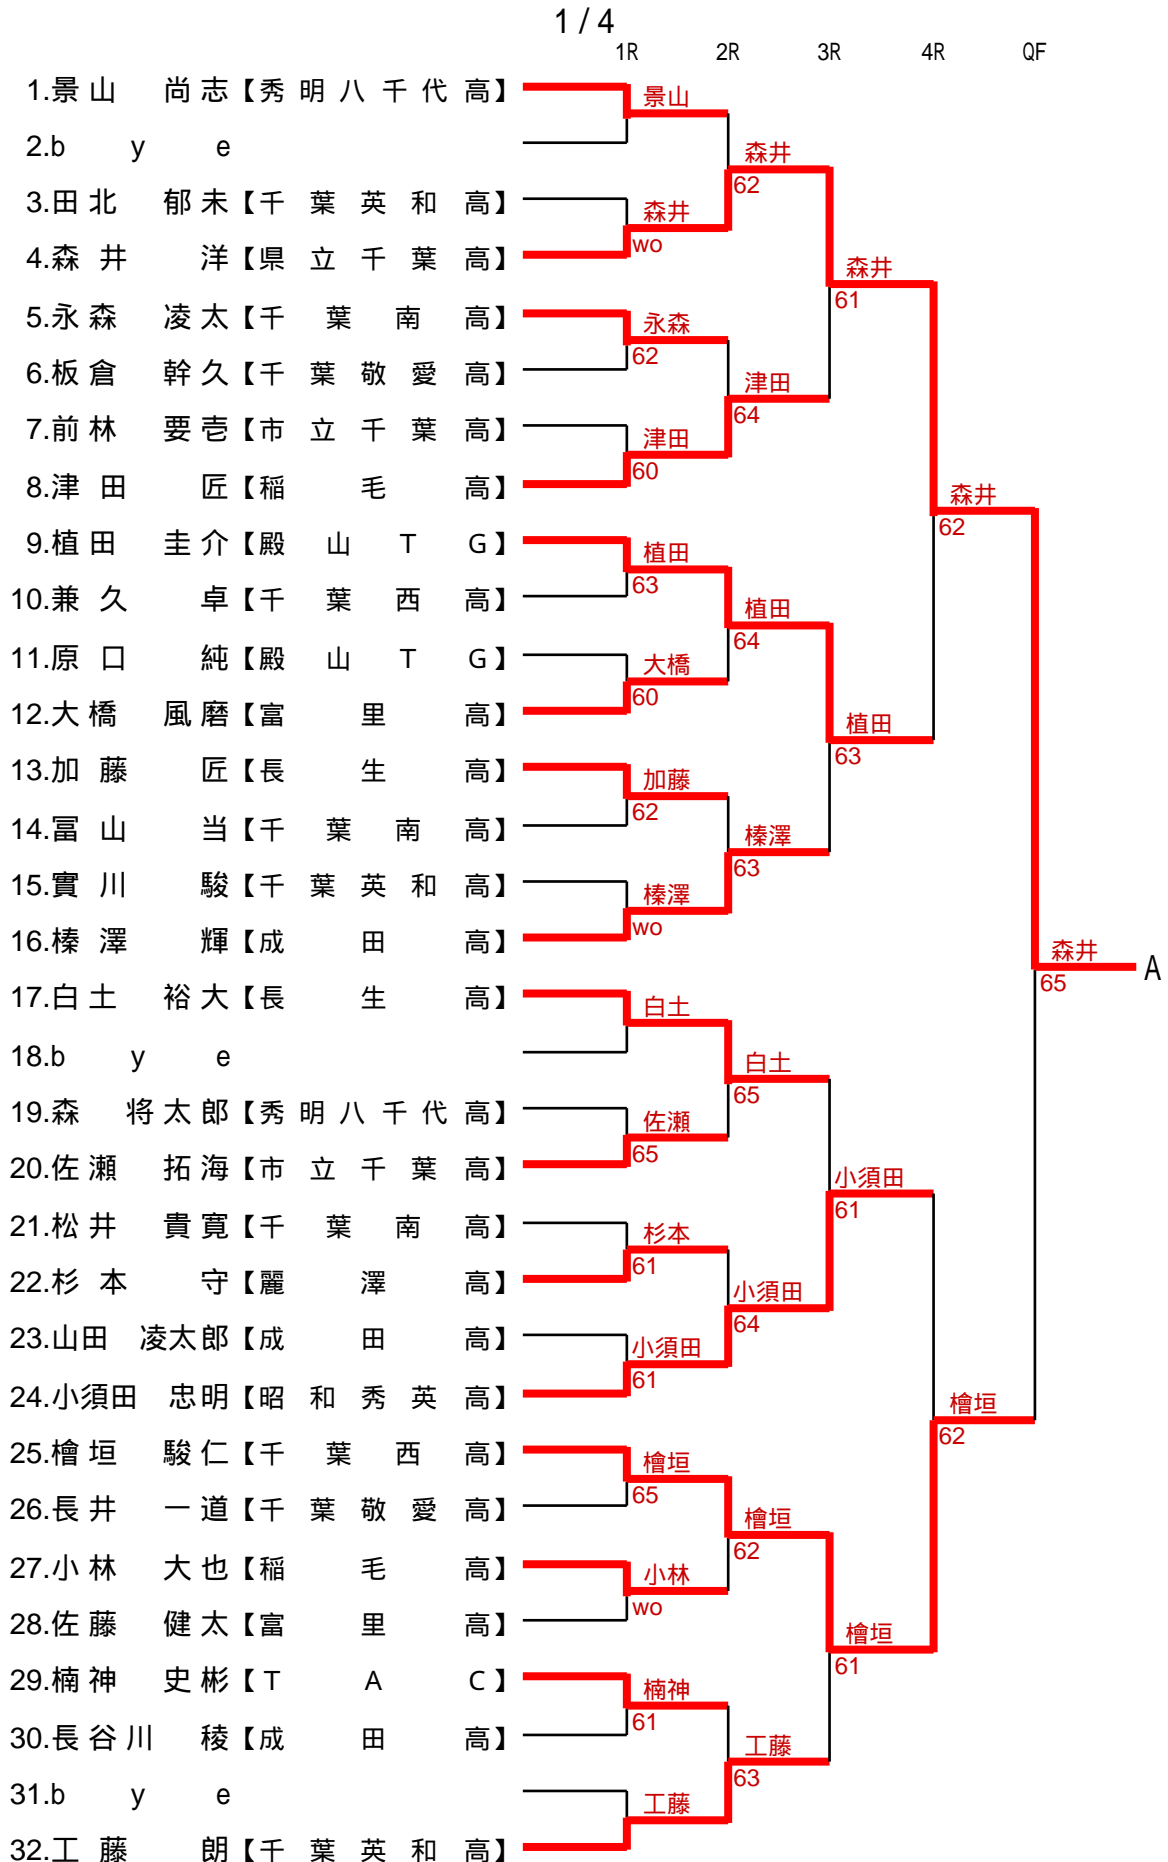 1 / 4
1R 2R 3R 4R QF
1.景山 尚志【秀明八千代高】
景山
2.bye
森井
62
3.田北 郁未【千葉英和高】
森井
wo
4.森井 洋【県立千葉高】
森井
61
5.永森 凌太【千葉南高】
永森
62
6.板倉 幹久【千葉敬愛高】
津田
64
7.前林 要壱【市立千葉高】
津田
60
8.津田 匠【稲毛高】
森井
62
9.植田 圭介【殿山TG】
植田
63
10.兼久 卓【千葉西高】
植田
64
11.原口 純【殿山TG】
大橋
60
12.大橋 風磨【富里高】
植田
63
13.加藤 匠【長生高】
加藤
62
14.冨山 当【千葉南高】
榛澤
63
15.實川 駿【千葉英和高】
榛澤
wo
16.榛澤 輝【成田高】
森井
65
A
17.白土 裕大【長生高】
白土
18.bye
白土
65
19.森 将太郎【秀明八千代高】
佐瀬
65
20.佐瀬 拓海【市立千葉高】
小須田
61
21.松井 貴寛【千葉南高】
杉本
61
22.杉本 守【麗澤高】
小須田
64
23.山田 凌太郎【成田高】
小須田
61
24.小須田 忠明【昭和秀英高】
檜垣
62
25.檜垣 駿仁【千葉西高】
檜垣
65
26.長井 一道【千葉敬愛高】
檜垣
62
27.小林 大也【稲毛高】
小林
wo
28.佐藤 健太【富里高】
檜垣
61
29.楠神 史彬【TAC】
楠神
61
30.長谷川 稜【成田高】
工藤
63
31.bye
工藤
32.工藤 朗【千葉英和高】